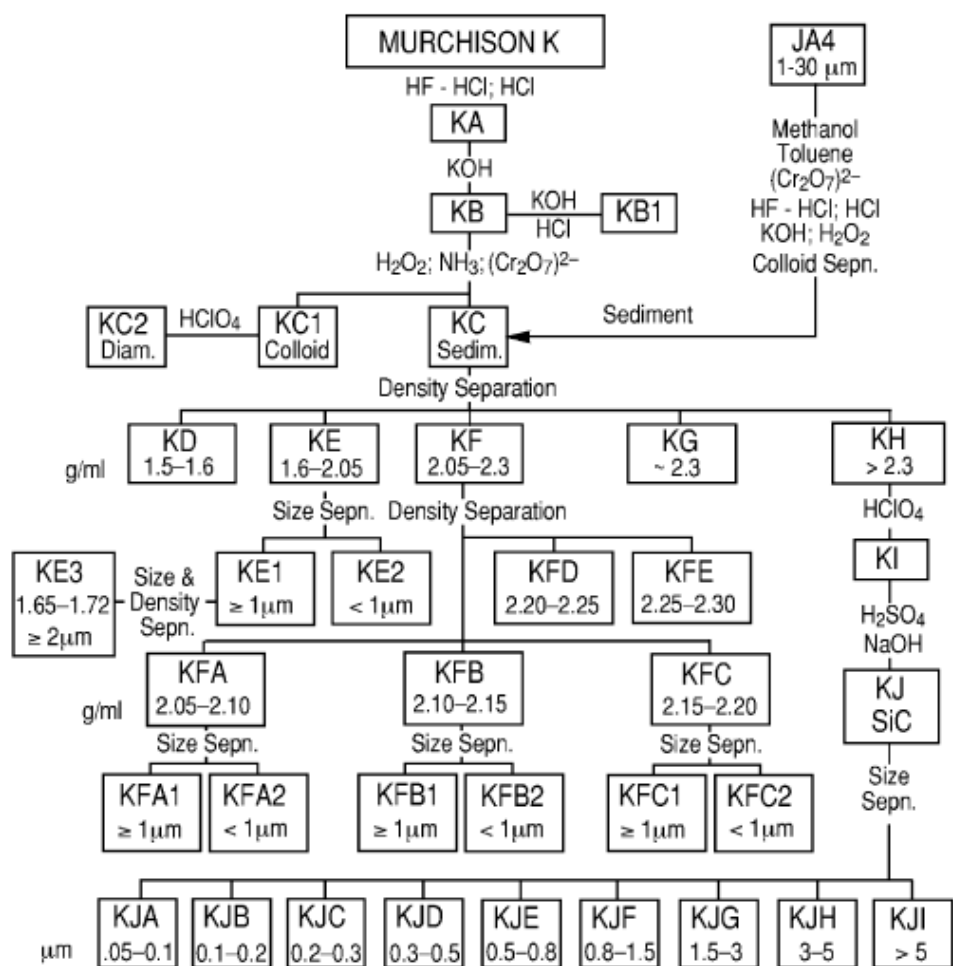 MURCHISON K
JA4
1-30 μm
HF - HCl; HCl
KA
KOH
KB
KOH
HCl
KB1
Methanol
Toluene
(Cr₂O₇)²⁻
HF - HCl; HCl
KOH; H₂O₂
Colloid Sepn.
H₂O₂; NH₃; (Cr₂O₇)²⁻
KC2
Diam.
HClO₄
KC1
Colloid
KC
Sedim.
Sediment
Density Separation
g/ml
KD
1.5–1.6
KE
1.6–2.05
KF
2.05–2.3
KG
~ 2.3
KH
> 2.3
Size Sepn.
Density Separation
HClO₄
KE3
1.65–1.72
≥ 2μm
Size &
Density
Sepn.
KE1
≥ 1μm
KE2
< 1μm
KFD
2.20–2.25
KFE
2.25–2.30
KI
H₂SO₄
NaOH
g/ml
KFA
2.05–2.10
KFB
2.10–2.15
KFC
2.15–2.20
KJ
SiC
Size Sepn.
Size Sepn.
Size Sepn.
Size
Sepn.
KFA1
≥ 1μm
KFA2
< 1μm
KFB1
≥ 1μm
KFB2
< 1μm
KFC1
≥ 1μm
KFC2
< 1μm
μm
KJA
.05–0.1
KJB
0.1–0.2
KJC
0.2–0.3
KJD
0.3–0.5
KJE
0.5–0.8
KJF
0.8–1.5
KJG
1.5–3
KJH
3–5
KJI
> 5